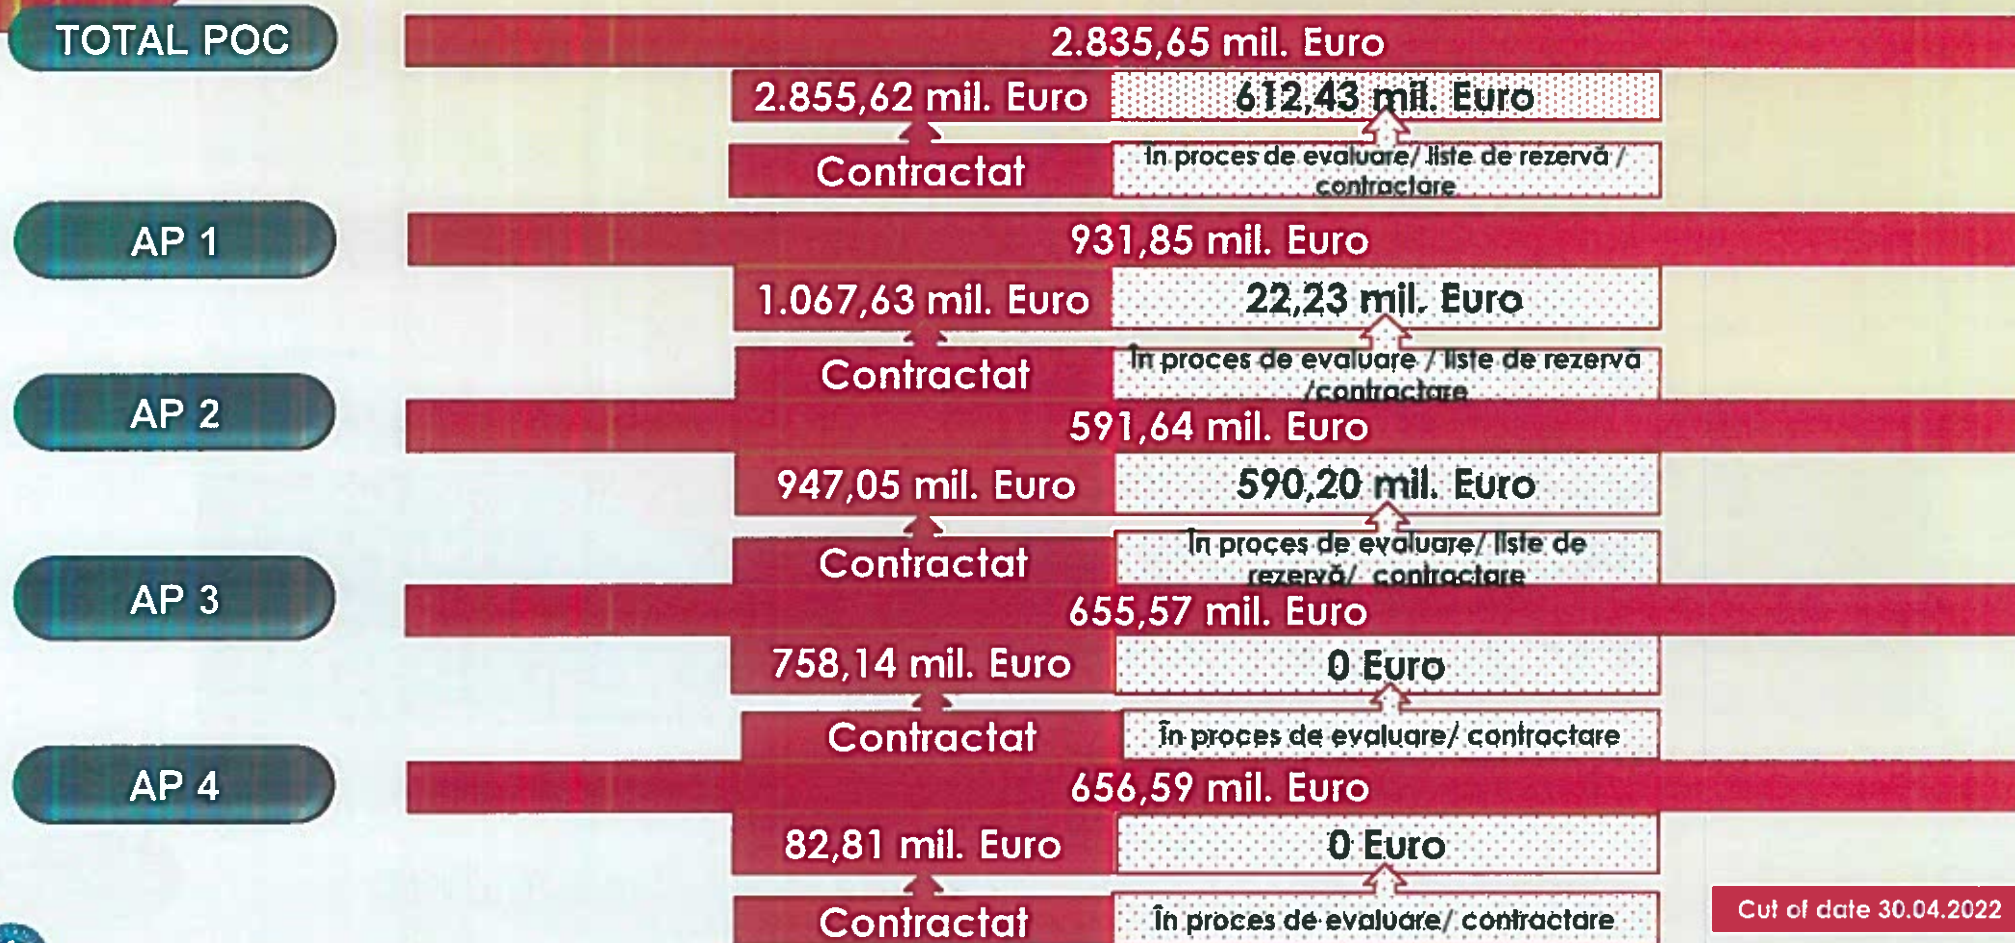 TOTAL POC
2.835,65 mil. Euro
2.855,62 mil. Euro
612,43 mil. Euro
Contractat
În proces de evaluare/ liste de rezervă /
contractare
AP 1
931,85 mil. Euro
1.067,63 mil. Euro
22,23 mil. Euro
Contractat
În proces de evaluare / liste de rezervă
/contractare
AP 2
591,64 mil. Euro
947,05 mil. Euro
590,20 mil. Euro
Contractat
În proces de evaluare/ liste de
rezervă/ contractare
AP 3
655,57 mil. Euro
758,14 mil. Euro
0 Euro
Contractat
În proces de evaluare/ contractare
AP 4
656,59 mil. Euro
82,81 mil. Euro
0 Euro
Contractat
În proces de evaluare/ contractare
Cut of date 30.04.2022